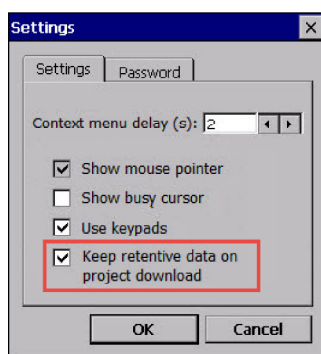 Settings
Settings Password
Context menu delay (s): 2
Show mouse pointer
Show busy cursor
Use keypads
Keep retentive data on
project download
OK Cancel